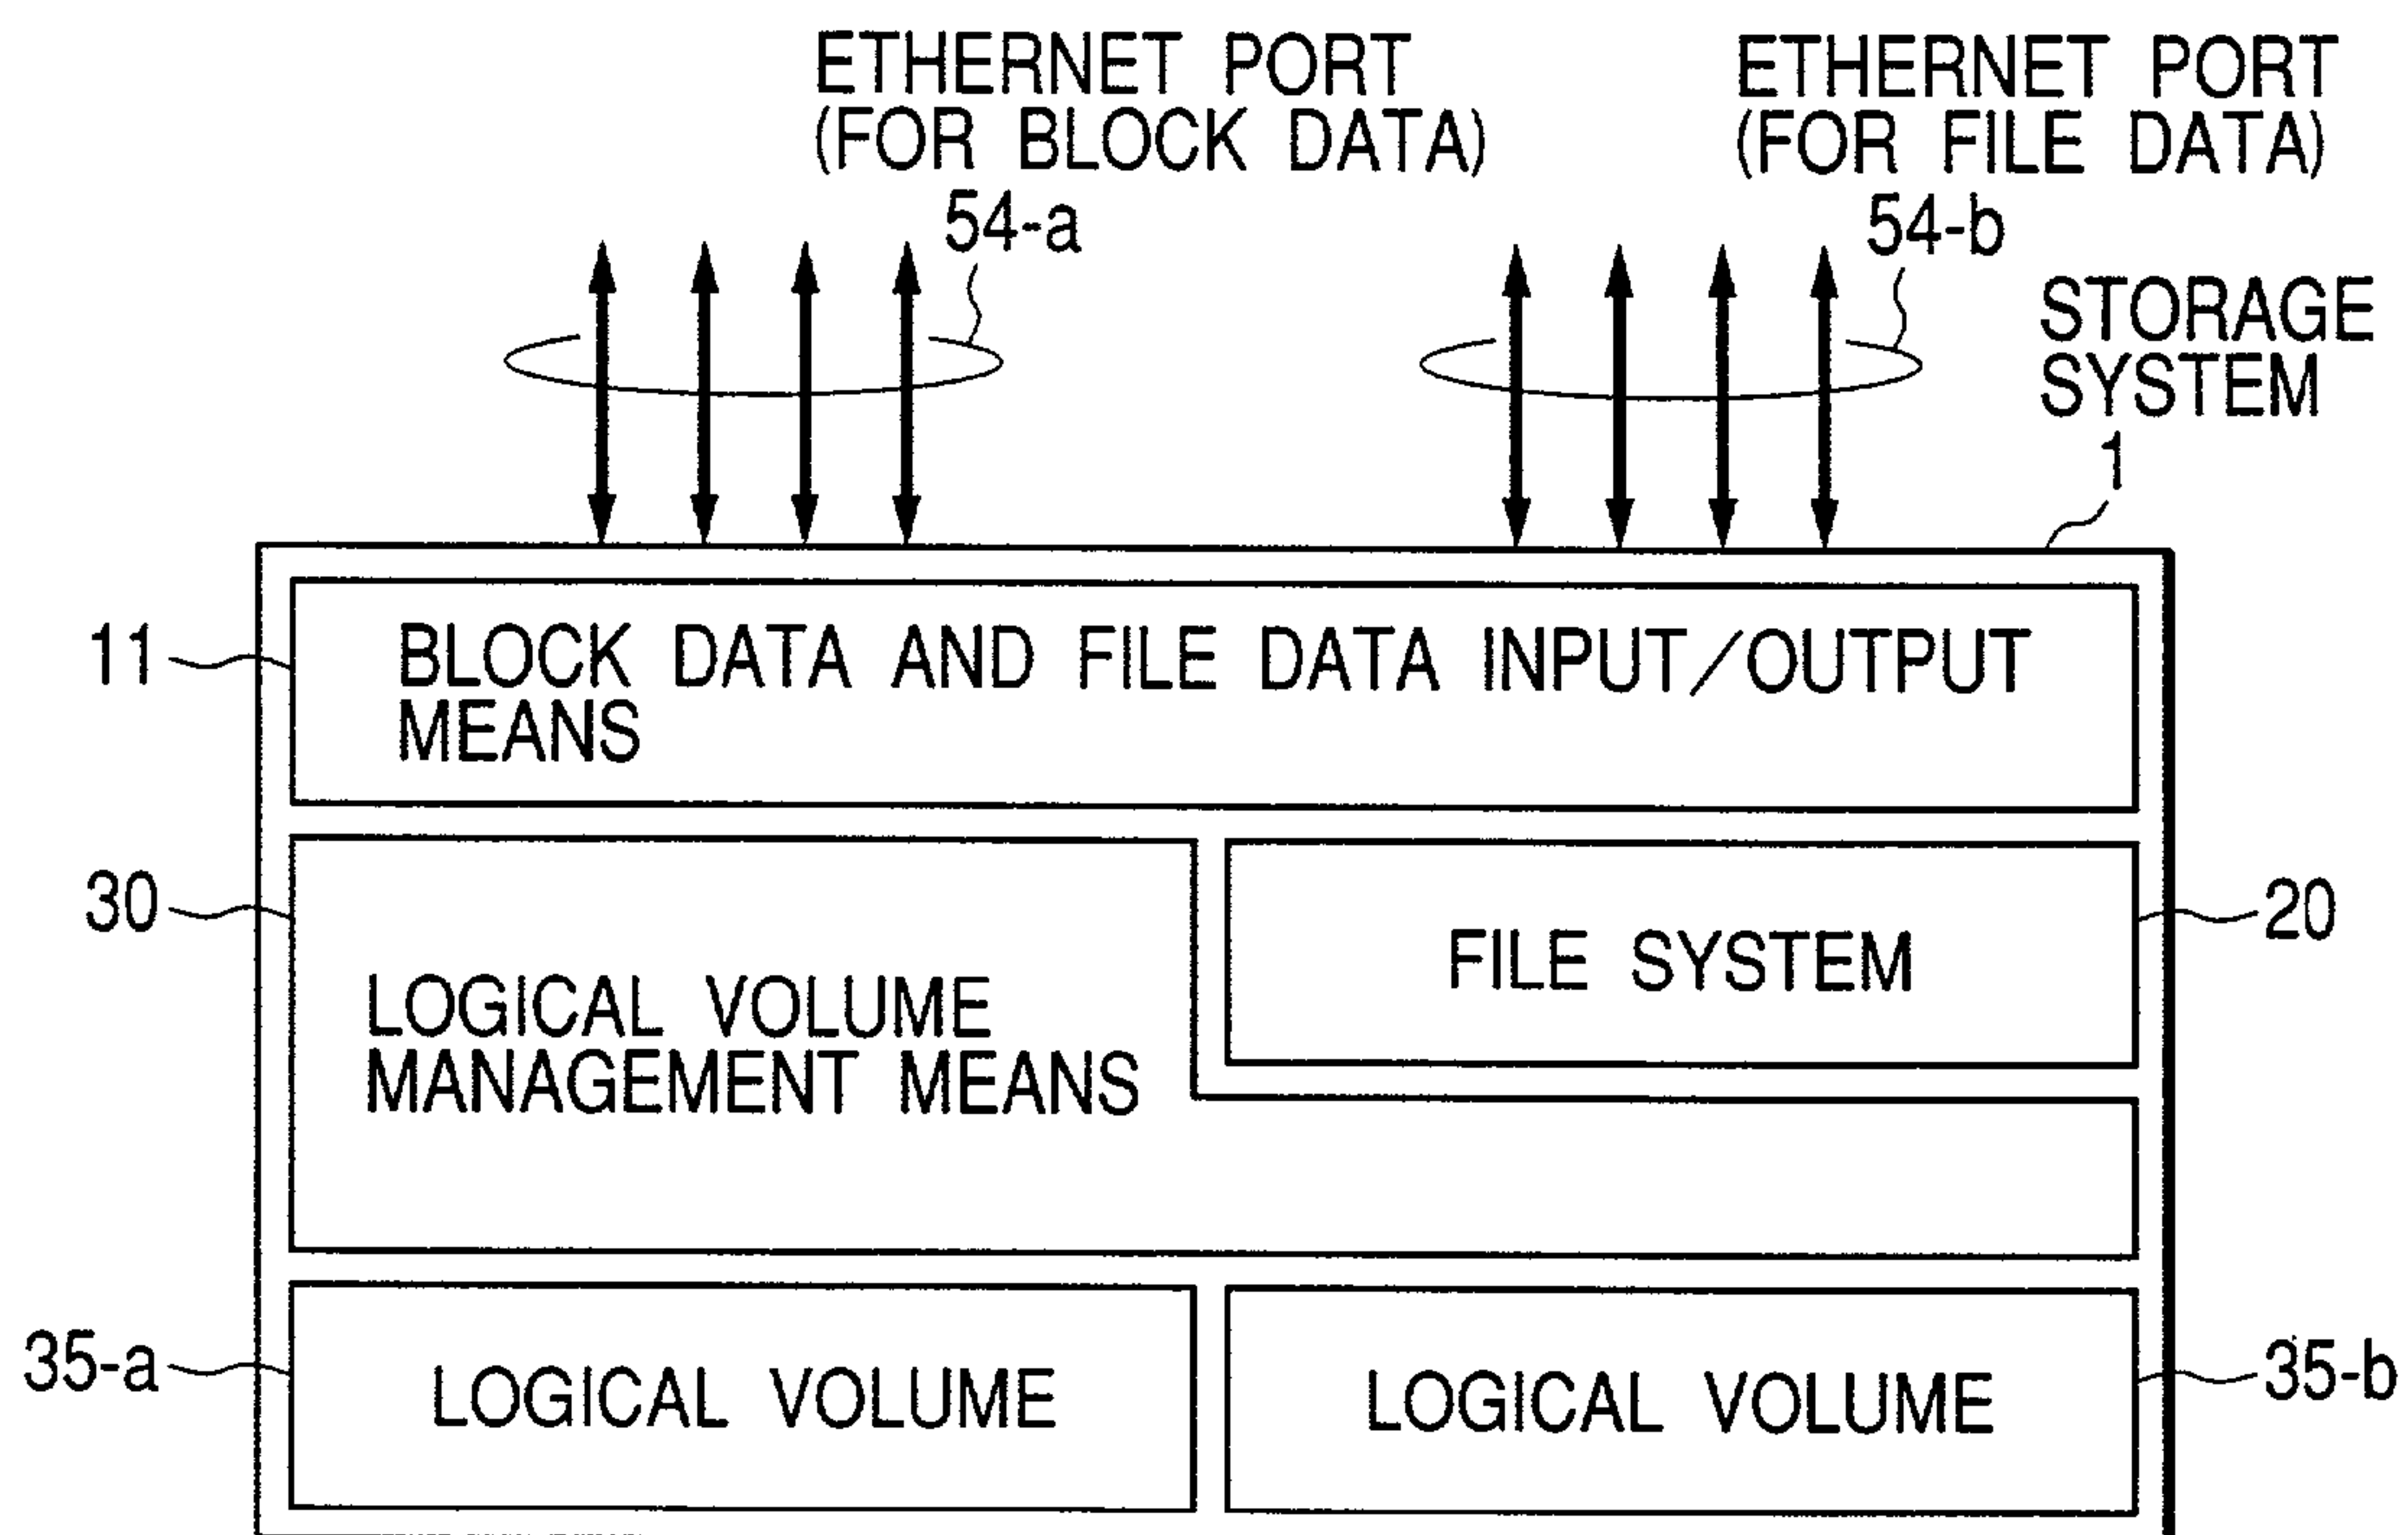 ETHERNET PORT
(FOR BLOCK DATA)
54-a
ETHERNET PORT
(FOR FILE DATA)
54-b
STORAGE
SYSTEM
1
11
BLOCK DATA AND FILE DATA INPUT/OUTPUT
MEANS
30
LOGICAL VOLUME
MANAGEMENT MEANS
FILE SYSTEM
20
35-a
LOGICAL VOLUME
LOGICAL VOLUME
35-b